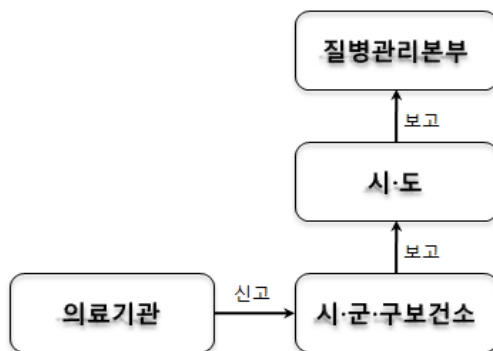 질병관리본부
보고
시·도
보고
의료기관
신고
시·군·구보건소